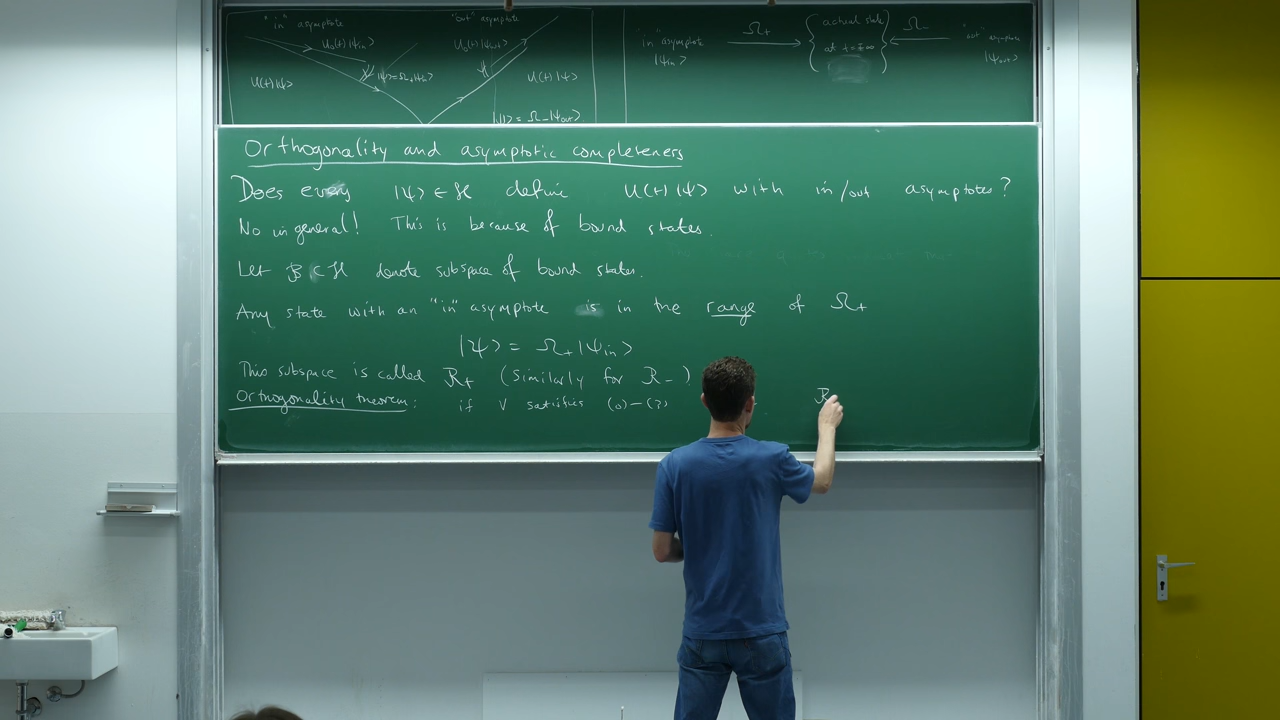 "in" asymptote
"out" asymptote
U₀(t)|ψin⟩
U₀(t)|ψout⟩
U(t)|ψ⟩
|ψ⟩=Ω₊|ψin⟩
U(t)|ψ⟩
|ψ⟩ = Ω₋|ψout⟩
"in" asymptote
|ψin⟩
Ω₊
actual state
at t=
Ω₋
"out" asymptote
|ψout⟩
Orthogonality and asymptotic completeness
Does every |ψ⟩ ∈ ℋ define U(t)|ψ⟩ with in/out asymptotes?
No in general! This is because of bound states.
Let ℬ ⊂ ℋ denote subspace of bound states.
Any state with an "in" asymptote is in the range of Ω₊
|ψ⟩ = Ω₊|ψin⟩
This subspace is called ℛ₊ (Similarly for ℛ₋)
Orthogonality theorem: if V satisfies (0)-(3) ℛ